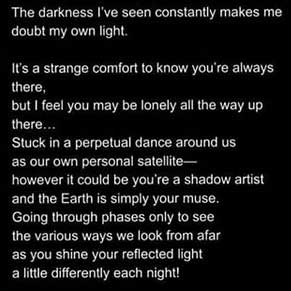 The darkness I've seen constantly makes me
doubt my own light.

It's a strange comfort to know you're always
there,
but I feel you may be lonely all the way up
there…
Stuck in a perpetual dance around us
as our own personal satellite—
however it could be you're a shadow artist
and the Earth is simply your muse.
Going through phases only to see
the various ways we look from afar
as you shine your reflected light
a little differently each night!